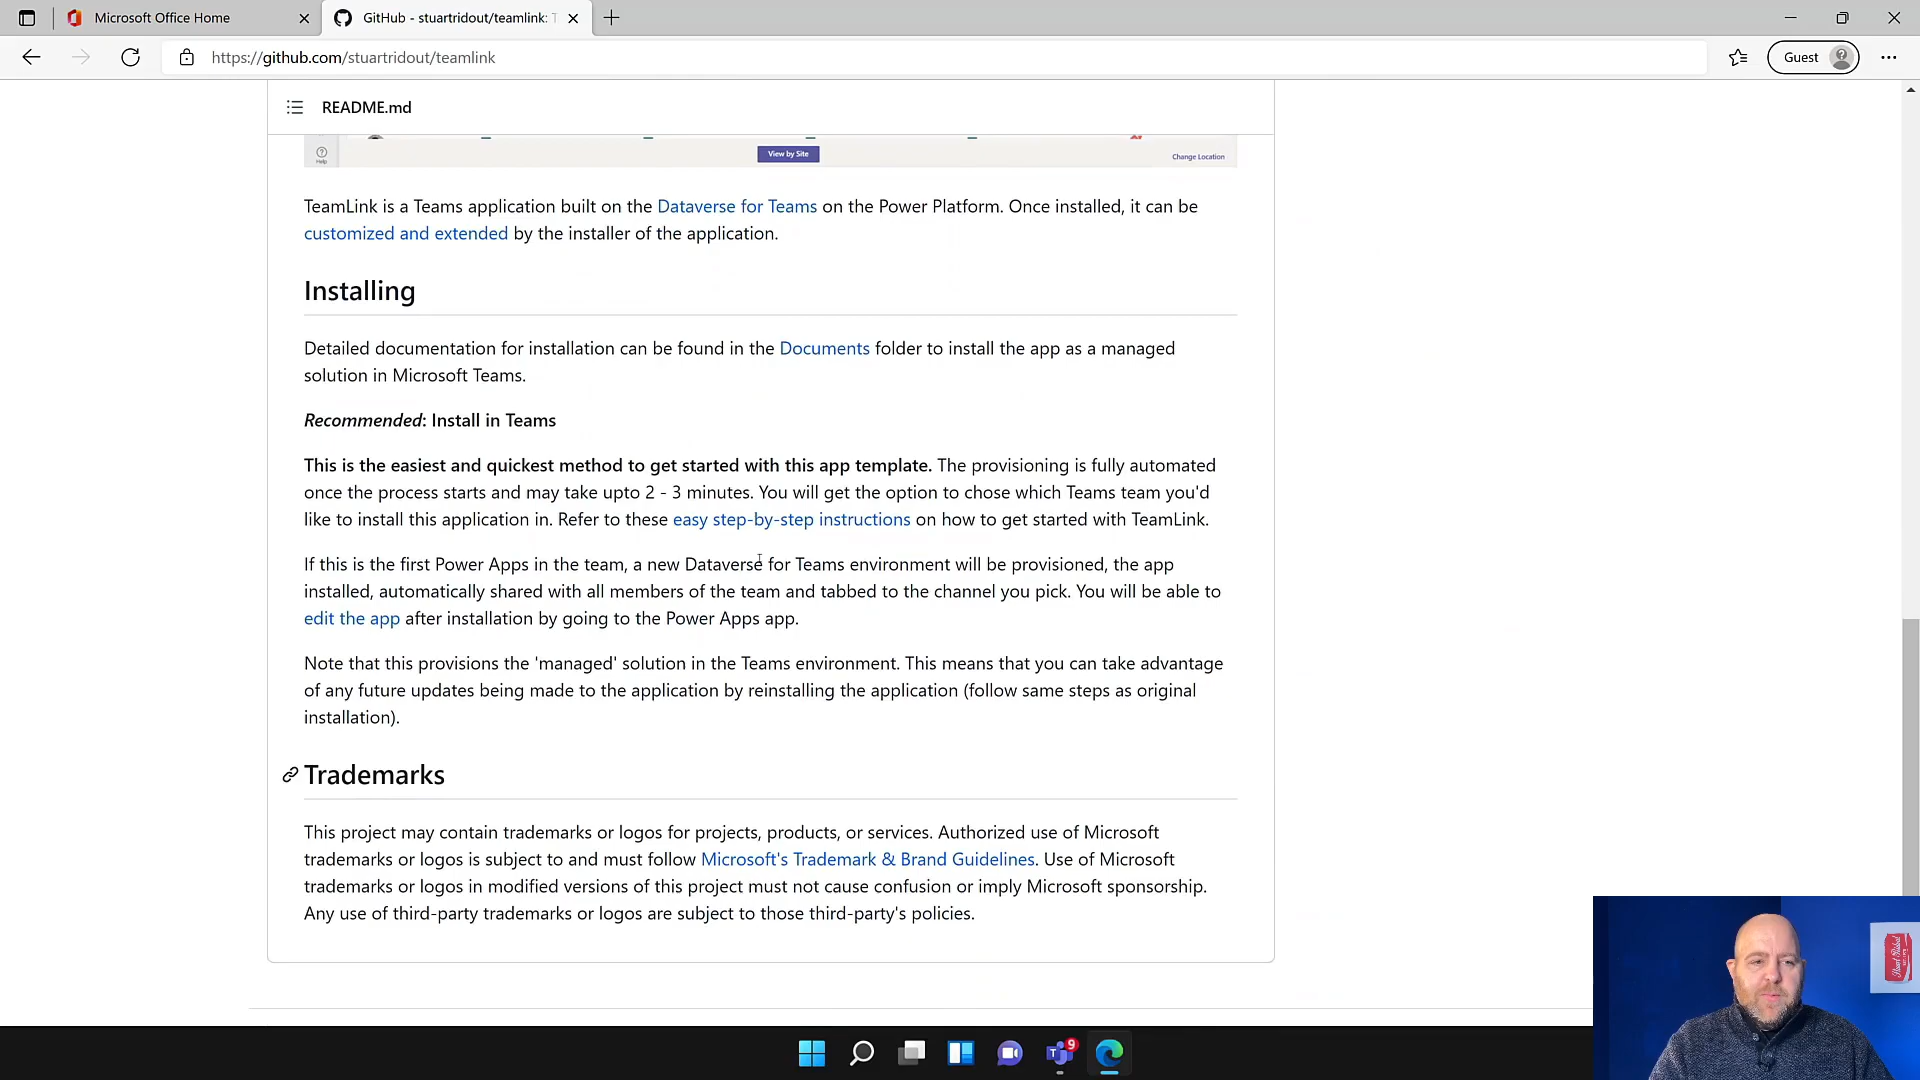 Microsoft Office Home
GitHub - stuartridout/teamlink: T
https://github.com/stuartridout/teamlink
Guest
README.md
Help
View by Site
Change Location
TeamLink is a Teams application built on the Dataverse for Teams on the Power Platform. Once installed, it can be
customized and extended by the installer of the application.
Installing
Detailed documentation for installation can be found in the Documents folder to install the app as a managed
solution in Microsoft Teams.
Recommended: Install in Teams
This is the easiest and quickest method to get started with this app template. The provisioning is fully automated
once the process starts and may take upto 2 - 3 minutes. You will get the option to chose which Teams team you'd
like to install this application in. Refer to these easy step-by-step instructions on how to get started with TeamLink.
If this is the first Power Apps in the team, a new Dataverse for Teams environment will be provisioned, the app
installed, automatically shared with all members of the team and tabbed to the channel you pick. You will be able to
edit the app after installation by going to the Power Apps app.
Note that this provisions the 'managed' solution in the Teams environment. This means that you can take advantage
of any future updates being made to the application by reinstalling the application (follow same steps as original
installation).
Trademarks
This project may contain trademarks or logos for projects, products, or services. Authorized use of Microsoft
trademarks or logos is subject to and must follow Microsoft's Trademark & Brand Guidelines. Use of Microsoft
trademarks or logos in modified versions of this project must not cause confusion or imply Microsoft sponsorship.
Any use of third-party trademarks or logos are subject to those third-party's policies.
9